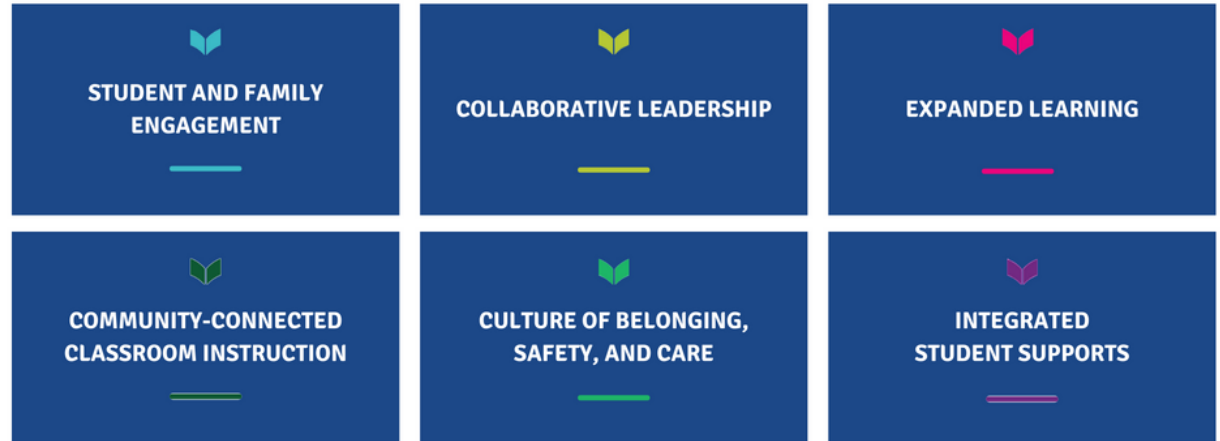 STUDENT AND FAMILY
ENGAGEMENT
COLLABORATIVE LEADERSHIP
EXPANDED LEARNING
COMMUNITY-CONNECTED
CLASSROOM INSTRUCTION
CULTURE OF BELONGING,
SAFETY, AND CARE
INTEGRATED
STUDENT SUPPORTS